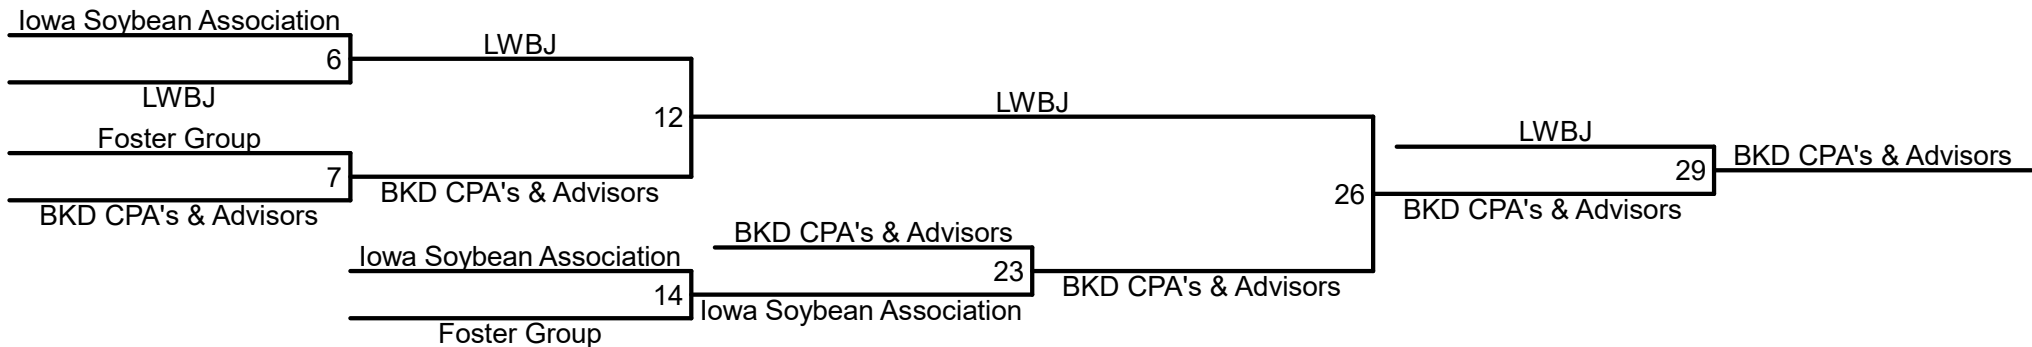 Iowa Soybean Association
6
LWBJ
LWBJ
Foster Group
7
BKD CPA's & Advisors
BKD CPA's & Advisors
12
LWBJ
Iowa Soybean Association
14
Foster Group
BKD CPA's & Advisors
23
Iowa Soybean Association
BKD CPA's & Advisors
26
LWBJ
29
BKD CPA's & Advisors
BKD CPA's & Advisors